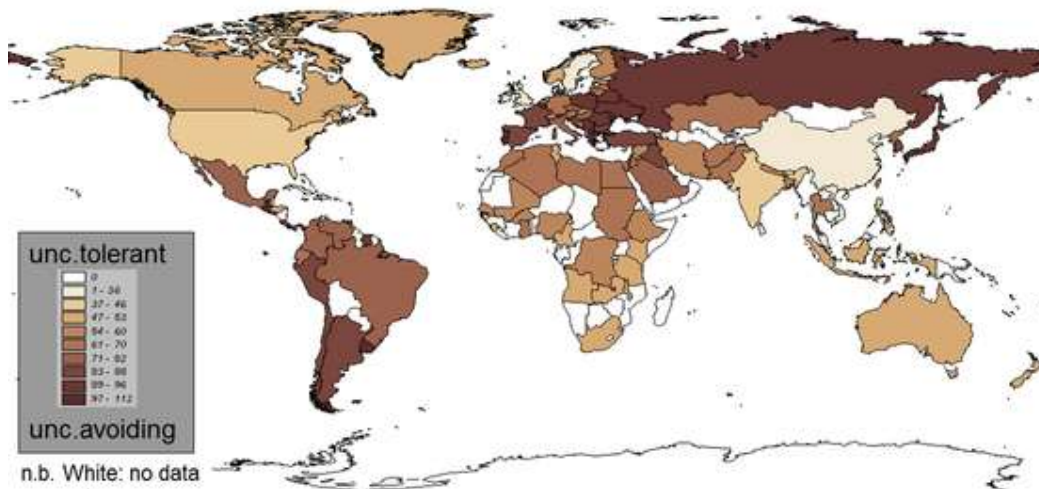 unc.tolerant
0
1 - 36
37 - 46
47 - 53
54 - 60
61 - 70
71 - 82
83 - 88
89 - 96
97 - 112
unc.avoiding
n.b. White: no data